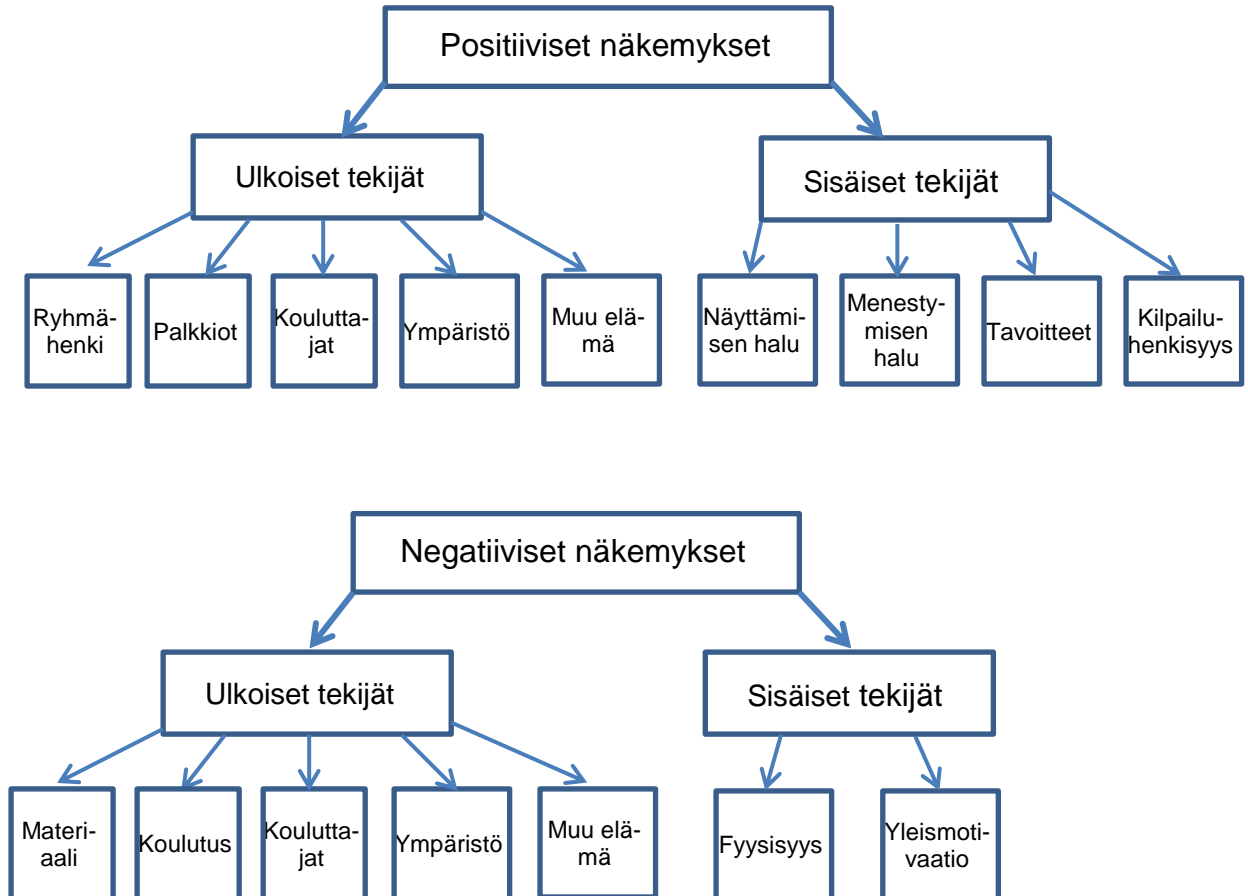 Positiiviset näkemykset
Ulkoiset tekijät
Sisäiset tekijät
Ryhmä-
henki
Palkkiot
Kouluttа-
jat
Ympäristö
Muu elä-
mä
Näyttämi-
sen halu
Menesty-
misen
halu
Tavoitteet
Kilpailu-
henkisyys
Negatiiviset näkemykset
Ulkoiset tekijät
Sisäiset tekijät
Materi-
aali
Koulutus
Koulutta-
jat
Ympäristö
Muu elä-
mä
Fyysisyys
Yleismoti-
vaatio